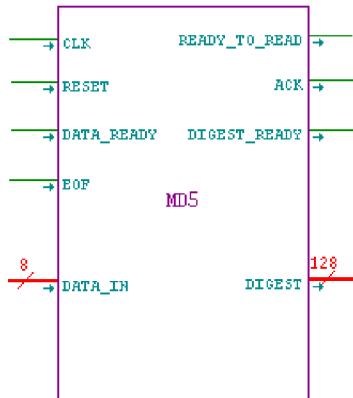 CLK READY_TO_READ
RESET ACK
DATA_READY DIGEST_READY
EOF
MD5
8 128
DATA_IN DIGEST